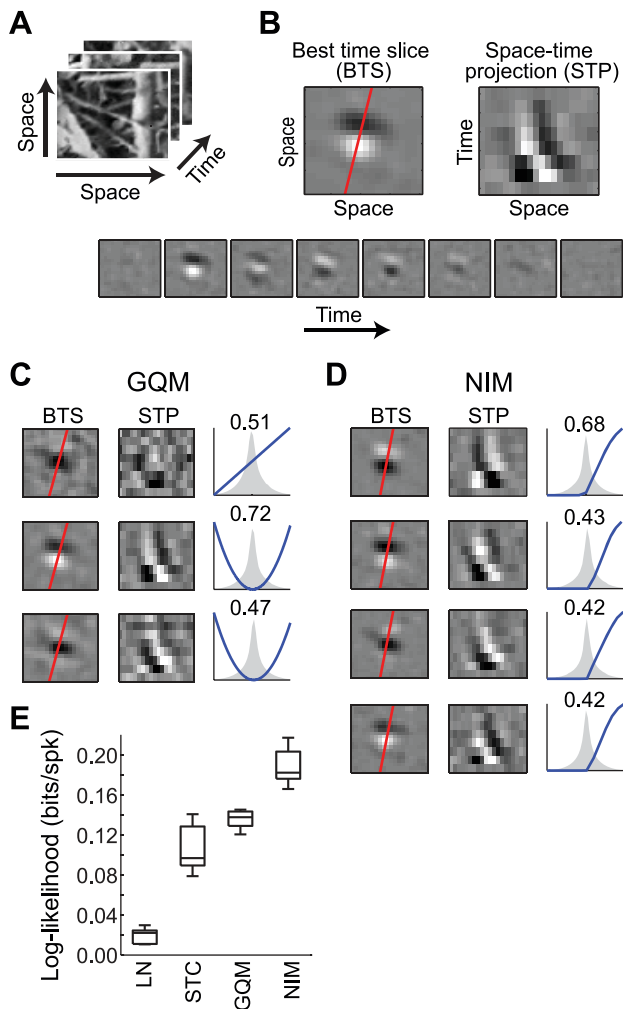 A
Space
Space
Time
B
Best time slice
(BTS)
Space
Space
Space-time
projection (STP)
Time
Space
Time
C
GQM
BTS
STP
0.51
0.72
0.47
D
NIM
BTS
STP
0.68
0.43
0.42
0.42
E
Log-likelihood (bits/spk)
0.20
0.16
0.12
0.08
0.04
0.00
LN
STC
GQM
NIM